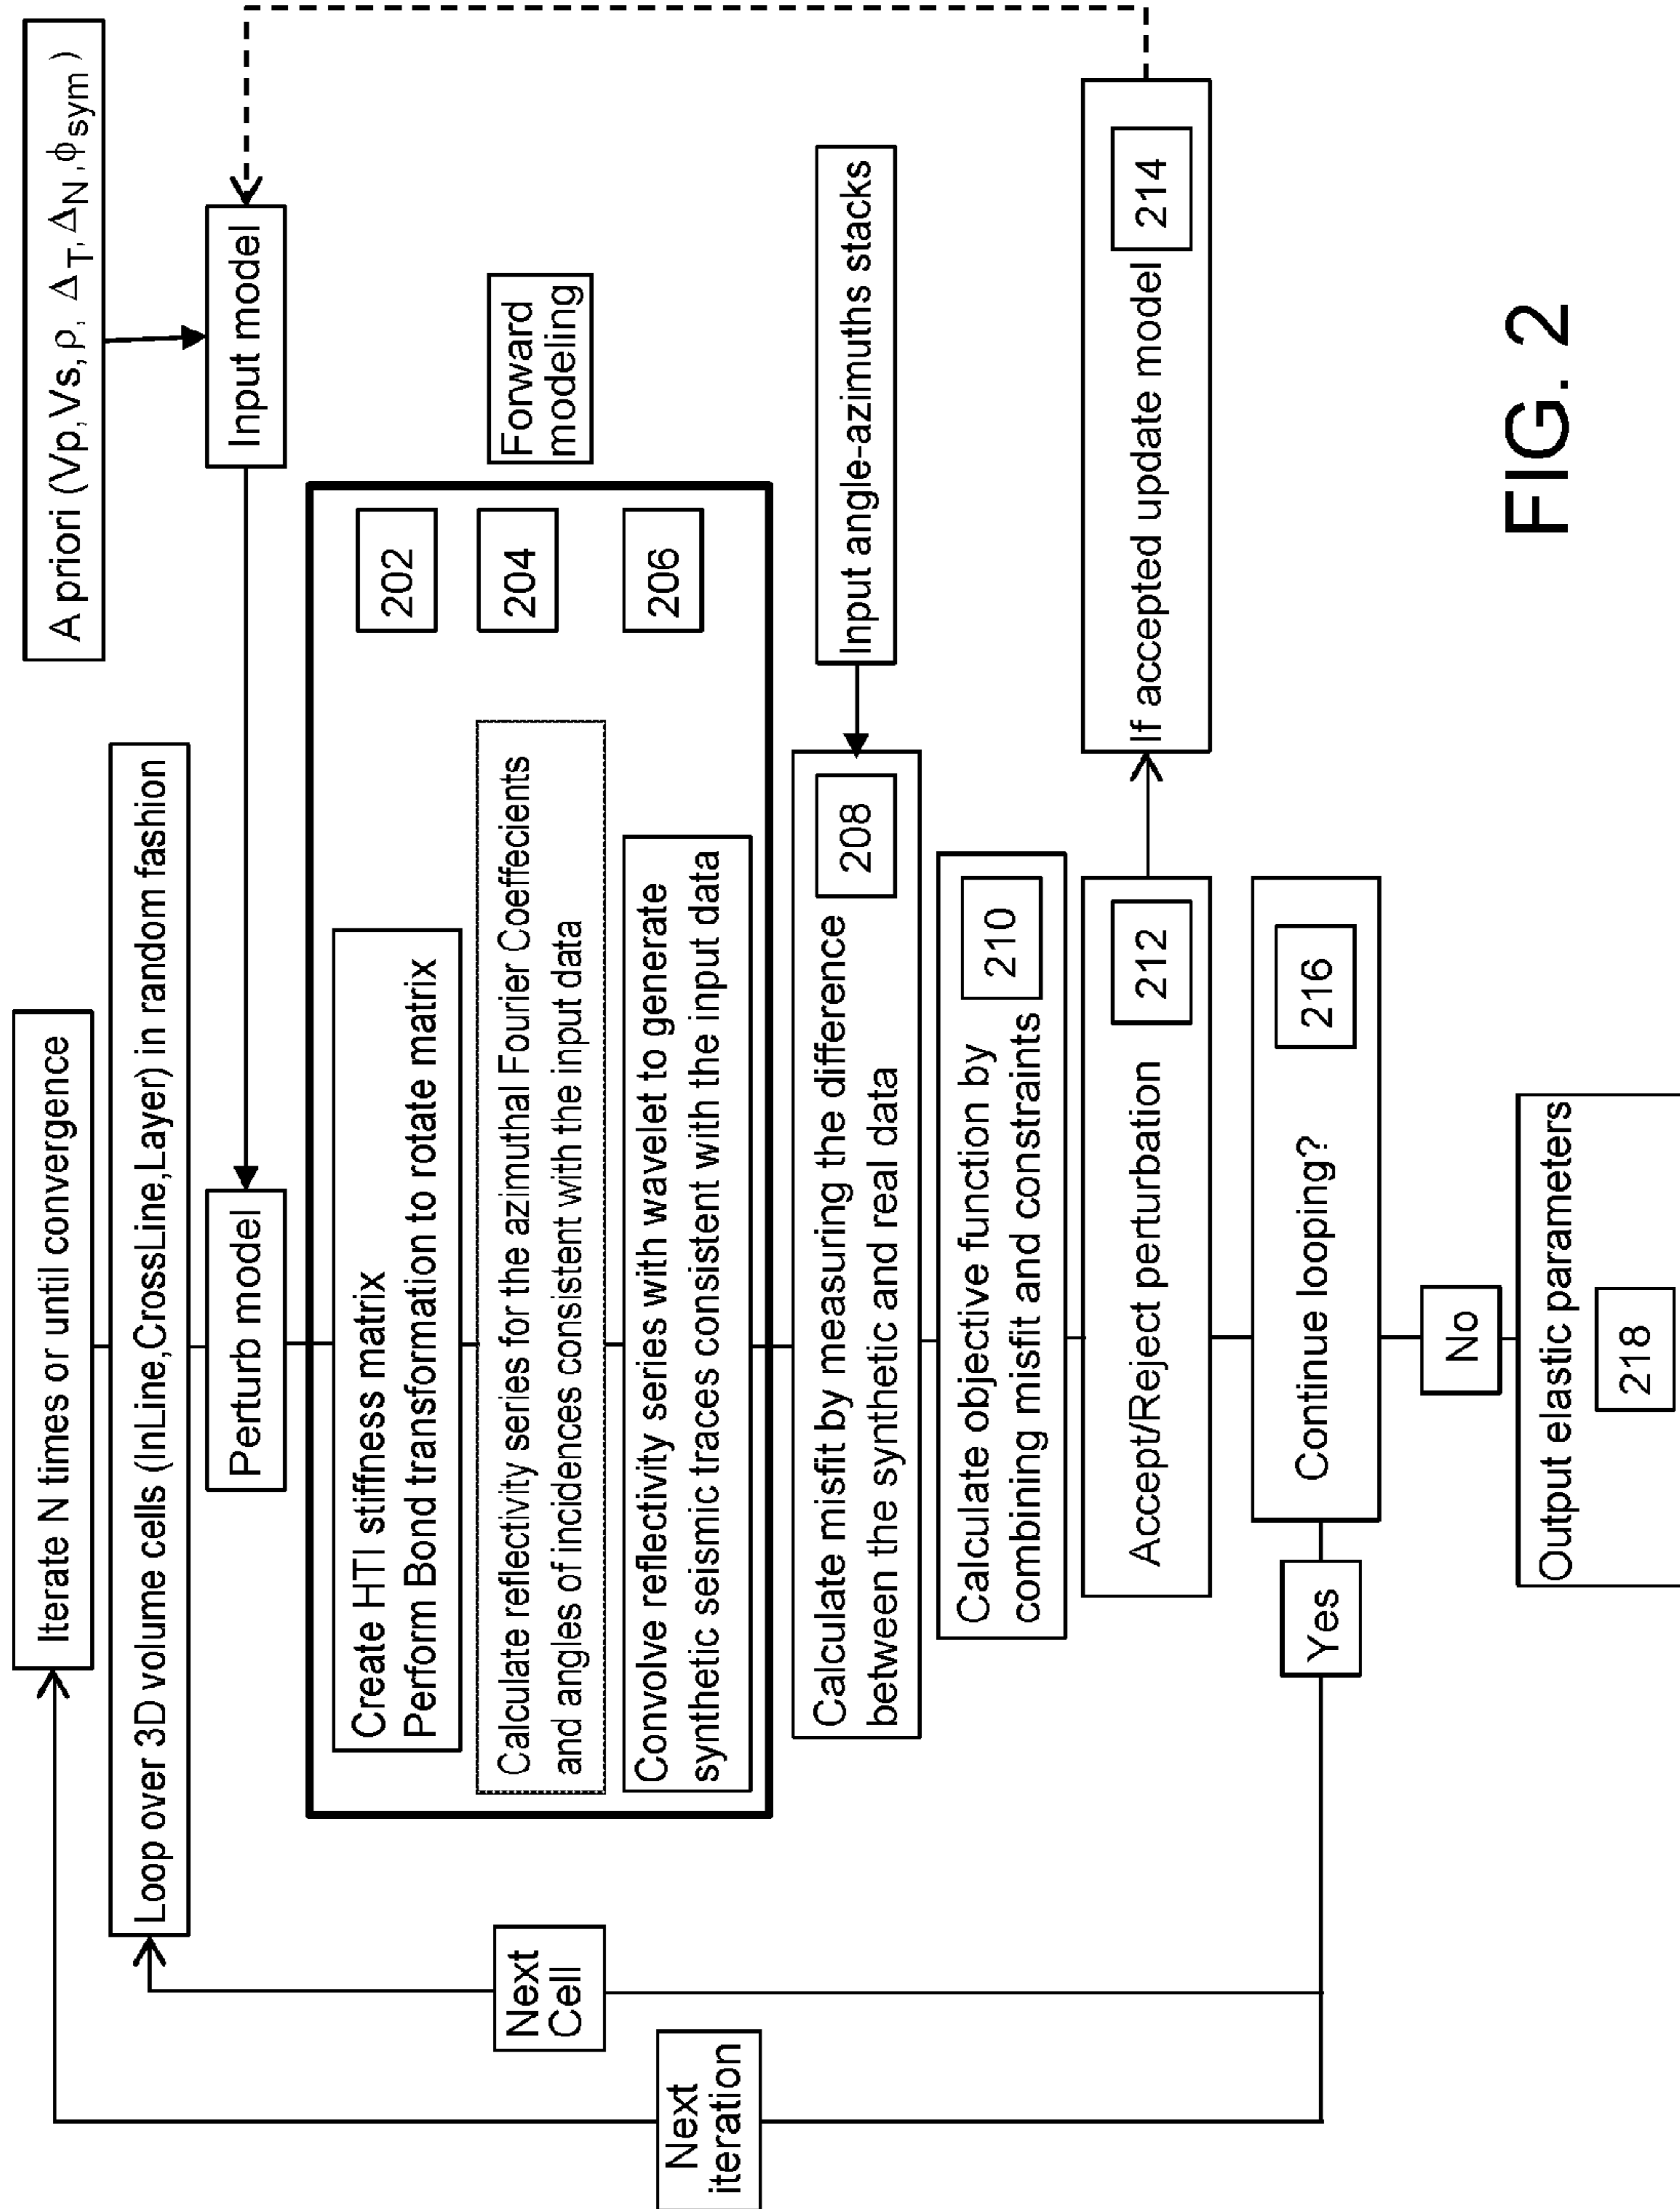 Iterate N times or until convergence
Loop over 3D volume cells (InLine,CrossLine,Layer) in random fashion
A priori (Vp,Vs,ρ, ΔT,ΔN,ϕsym)
Perturb model
Input model
Create HTI stiffness matrix
Perform Bond transformation to rotate matrix
202
Calculate reflectivity series for the azimuthal Fourier Coeffecients
and angles of incidences consistent with the input data
204
Convolve reflectivity series with wavelet to generate
synthetic seismic traces consistent with the input data
206
Forward
modeling
Calculate misfit by measuring the difference
between the synthetic and real data
208
Input angle-azimuths stacks
Calculate objective function by
combining misfit and constraints
210
Accept/Reject perturbation
212
If accepted update model
214
Continue looping?
216
Yes
Next
Cell
Next
iteration
No
Output elastic parameters
218
FIG. 2